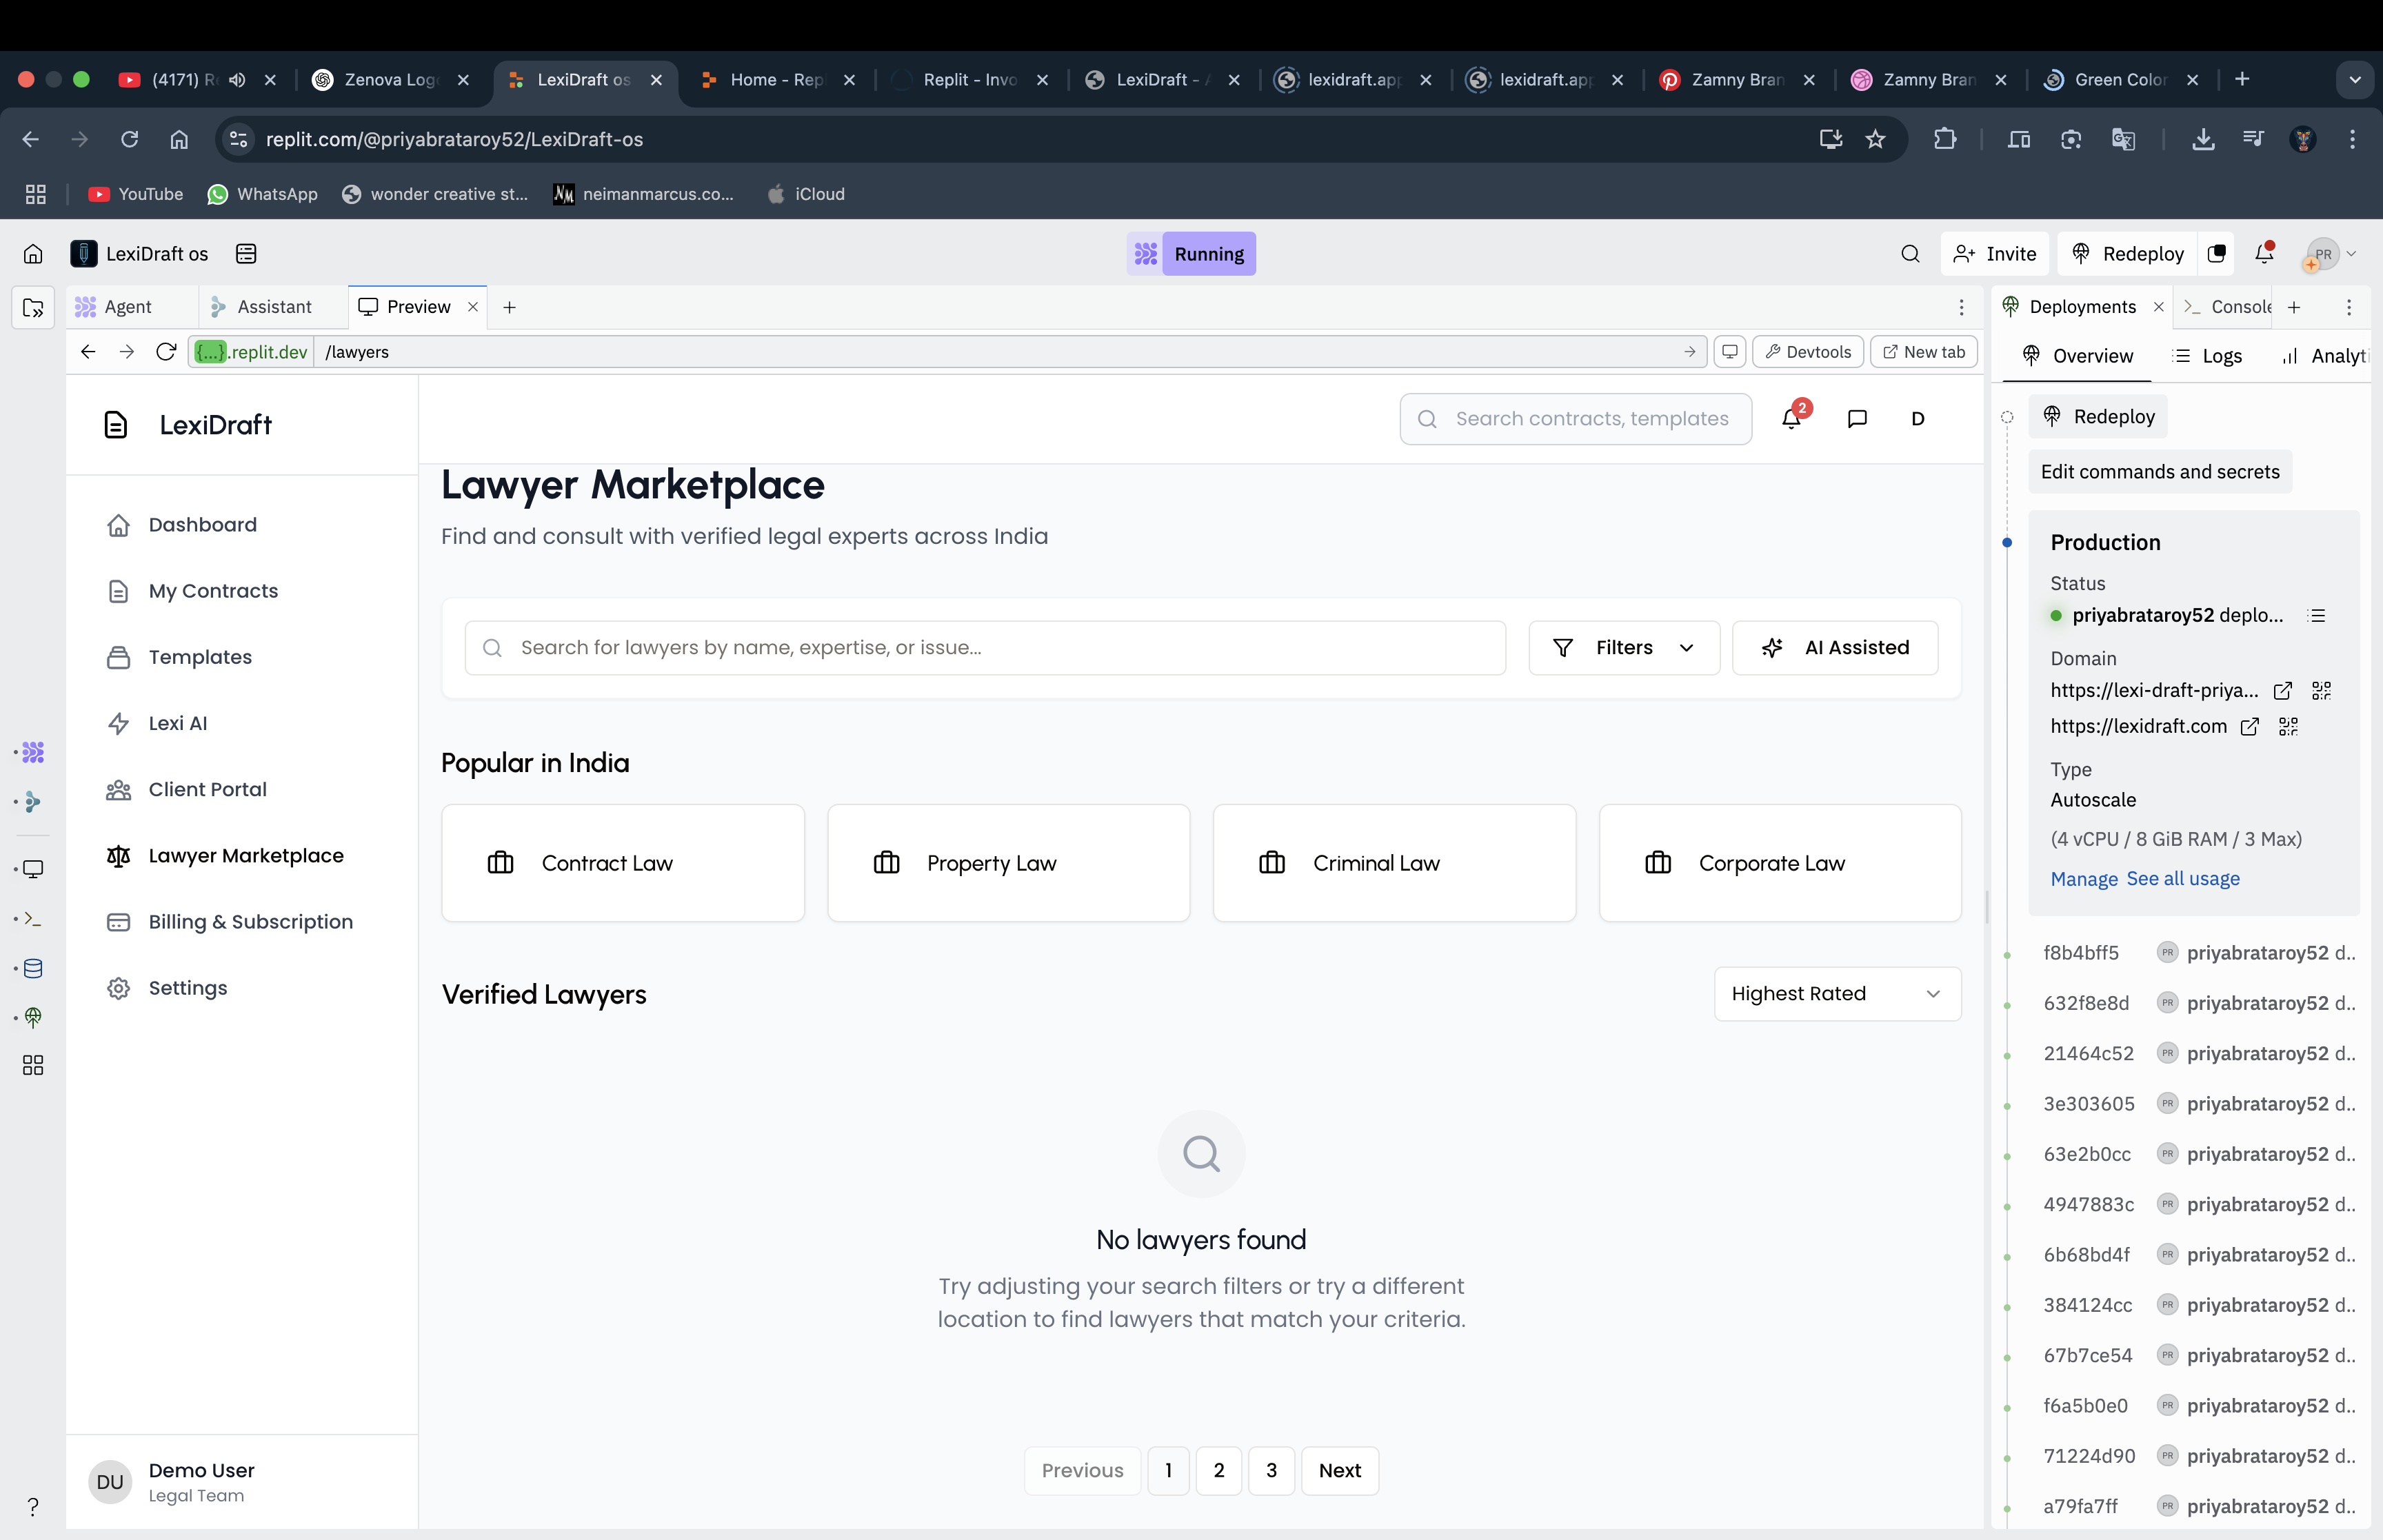 (4171) Re
Zenova Log
LexiDraft os
Home - Rep
Replit - Invo
LexiDraft - A
lexidraft.app
lexidraft.app
Zamny Bran
Zamny Bran
Green Color
replit.com/@priyabrataroy52/LexiDraft-os
YouTube
WhatsApp
wonder creative st...
neimanmarcus.co...
iCloud
LexiDraft os
Running
Invite
Redeploy
PR
Agent
Assistant
Preview
Deployments
Console
{...}.replit.dev
/lawyers
Devtools
New tab
Overview
Logs
Analyti
LexiDraft
Search contracts, templates
2
D
Dashboard
My Contracts
Templates
Lexi AI
Client Portal
Lawyer Marketplace
Billing & Subscription
Settings
DU
Demo User
Legal Team
Lawyer Marketplace
Find and consult with verified legal experts across India
Search for lawyers by name, expertise, or issue...
Filters
AI Assisted
Popular in India
Contract Law
Property Law
Criminal Law
Corporate Law
Verified Lawyers
Highest Rated
No lawyers found
Try adjusting your search filters or try a different
location to find lawyers that match your criteria.
Previous
1
2
3
Next
Redeploy
Edit commands and secrets
Production
Status
priyabrataroy52 deplo...
Domain
https://lexi-draft-priya...
https://lexidraft.com
Type
Autoscale
(4 vCPU / 8 GiB RAM / 3 Max)
Manage See all usage
f8b4bff5 PR priyabrataroy52 d..
632f8e8d PR priyabrataroy52 d..
21464c52 PR priyabrataroy52 d..
3e303605 PR priyabrataroy52 d..
63e2b0cc PR priyabrataroy52 d..
4947883c PR priyabrataroy52 d..
6b68bd4f PR priyabrataroy52 d..
384124cc PR priyabrataroy52 d..
67b7ce54 PR priyabrataroy52 d..
f6a5b0e0 PR priyabrataroy52 d..
71224d90 PR priyabrataroy52 d..
a79fa7ff PR priyabrataroy52 d..
?